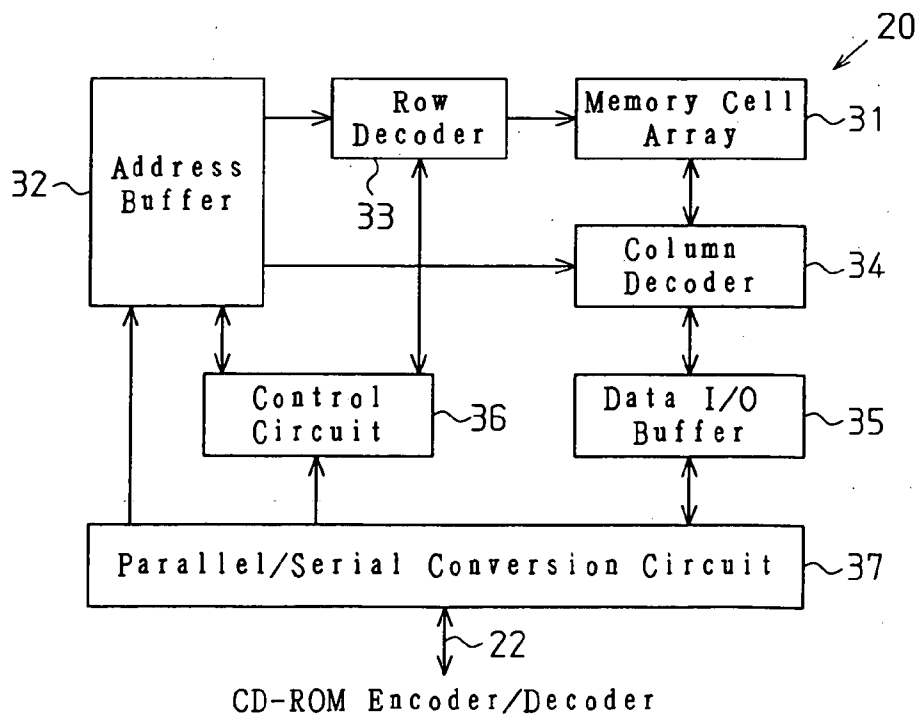 20
Row
Decoder
33
Memory Cell
Array
31
32
Address
Buffer
Column
Decoder
34
Control
Circuit
36
Data I/O
Buffer
35
Parallel/Serial Conversion Circuit
37
22
CD-ROM Encoder/Decoder